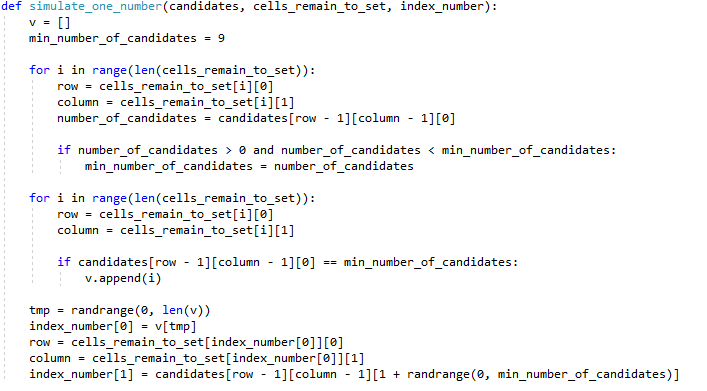 def simulate_one_number(candidates, cells_remain_to_set, index_number):
    v = []
    min_number_of_candidates = 9

    for i in range(len(cells_remain_to_set)):
        row = cells_remain_to_set[i][0]
        column = cells_remain_to_set[i][1]
        number_of_candidates = candidates[row - 1][column - 1][0]

        if number_of_candidates > 0 and number_of_candidates < min_number_of_candidates:
            min_number_of_candidates = number_of_candidates

    for i in range(len(cells_remain_to_set)):
        row = cells_remain_to_set[i][0]
        column = cells_remain_to_set[i][1]

        if candidates[row - 1][column - 1][0] == min_number_of_candidates:
            v.append(i)

    tmp = randrange(0, len(v))
    index_number[0] = v[tmp]
    row = cells_remain_to_set[index_number[0]][0]
    column = cells_remain_to_set[index_number[0]][1]
    index_number[1] = candidates[row - 1][column - 1][1 + randrange(0, min_number_of_candidates)]